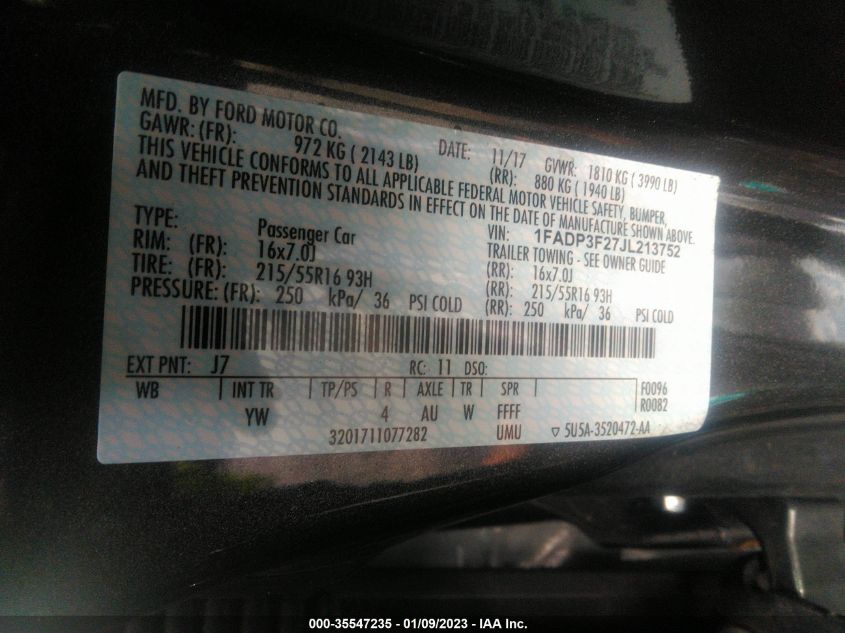 MFD. BY FORD MOTOR CO.
DATE: 11/17 GVWR: 1810 KG ( 3990 LB)
GAWR: (FR): 972 KG ( 2143 LB) (RR): 880 KG ( 1940 LB)
THIS VEHICLE CONFORMS TO ALL APPLICABLE FEDERAL MOTOR VEHICLE SAFETY, BUMPER,
AND THEFT PREVENTION STANDARDS IN EFFECT ON THE DATE OF MANUFACTURE SHOWN ABOVE.
VIN: 1FADP3F27JL213752
TYPE: Passenger Car TRAILER TOWING - SEE OWNER GUIDE
RIM: (FR): 16x7.0J (RR): 16x7.0J
TIRE: (FR): 215/55R16 93H (RR): 215/55R16 93H
PRESSURE: (FR): 250 kPa/ 36 PSI COLD (RR): 250 kPa/ 36 PSI COLD
EXT PNT: J7 RC: 11 DSO:
WB INT TR TP/PS R AXLE TR SPR F0096
R0082
YW 4 AU W FFFF
3201711077282 UMU ▽ 5U5A-3520472-AA
000-35547235 - 01/09/2023 - IAA Inc.